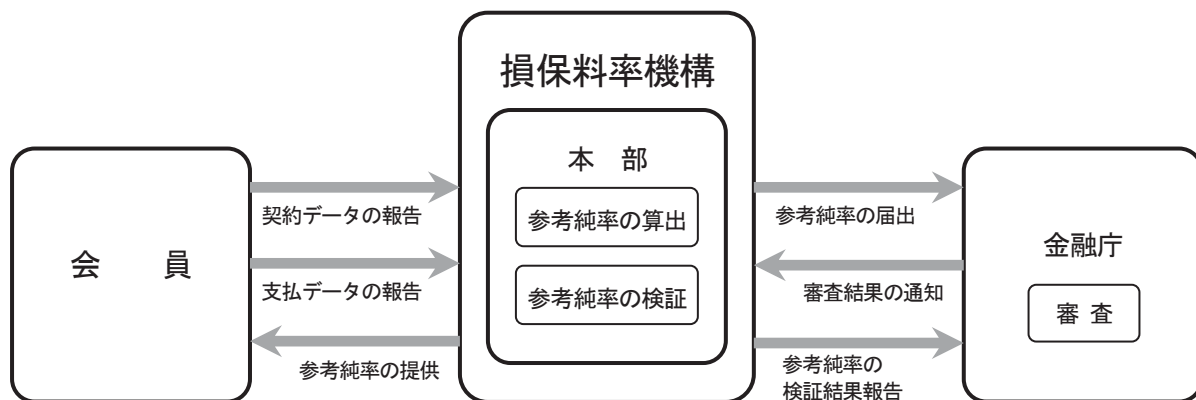 損保料率機構
本 部
参考純率の算出
参考純率の検証
会 員
契約データの報告
支払データの報告
参考純率の提供
参考純率の届出
審査結果の通知
参考純率の
検証結果報告
金融庁
審 査